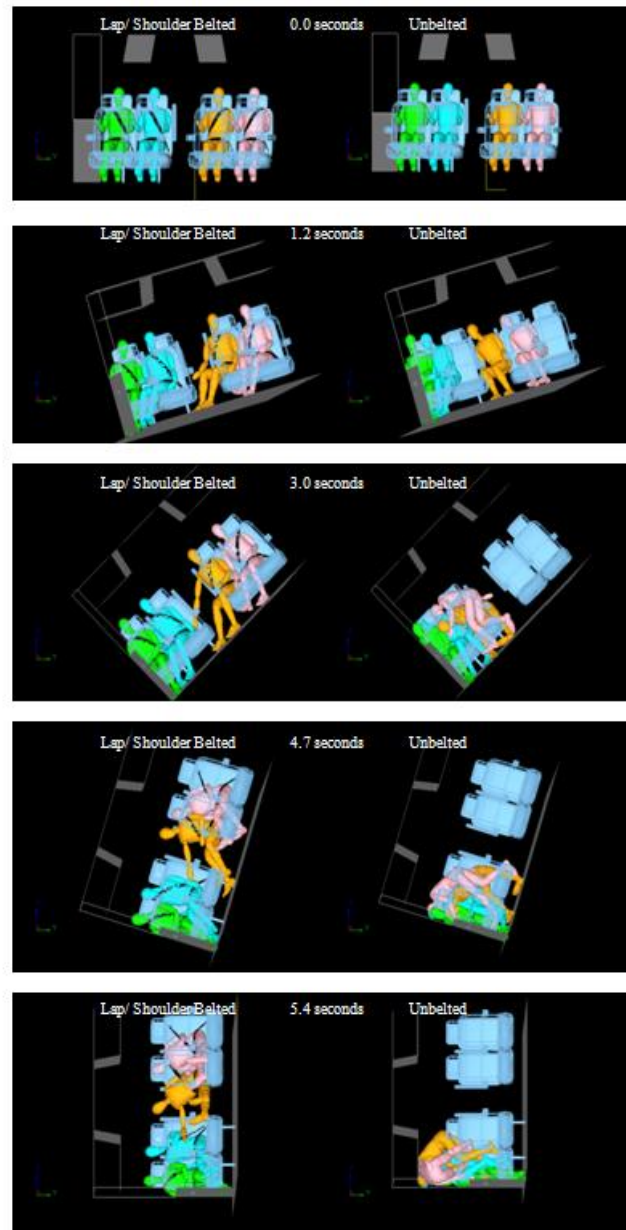 Lap/ Shoulder Belted 0.0 seconds Unbelted
Lap/ Shoulder Belted 1.2 seconds Unbelted
Lap/ Shoulder Belted 3.0 seconds Unbelted
Lap/ Shoulder Belted 4.7 seconds Unbelted
Lap/ Shoulder Belted 5.4 seconds Unbelted